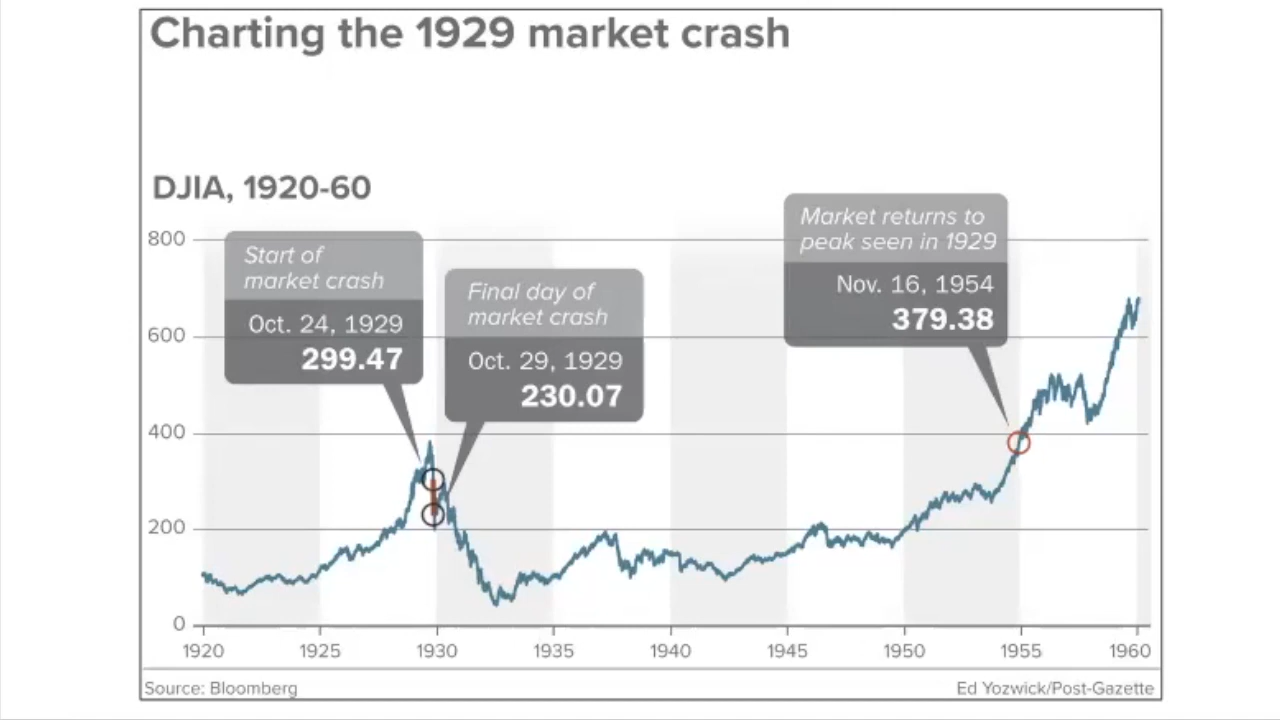 Charting the 1929 market crash
DJIA, 1920-60
800
600
400
200
0
Start of
market crash
Oct. 24, 1929
299.47
Final day of
market crash
Oct. 29, 1929
230.07
Market returns to
peak seen in 1929
Nov. 16, 1954
379.38
1920 1925 1930 1935 1940 1945 1950 1955 1960
Source: Bloomberg
Ed Yozwick/Post-Gazette